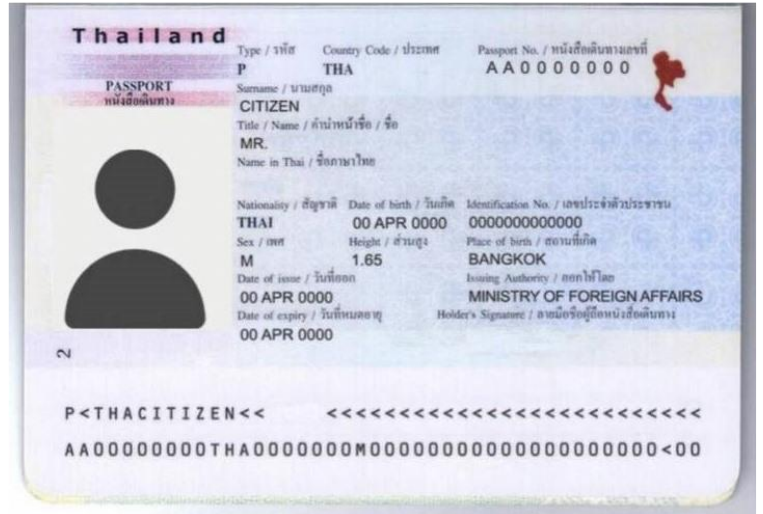 Thailand
PASSPORT
หนังสือเดินทาง
Type / รหัส Country Code / ประเทศ Passport No. / หนังสือเดินทางเลขที่
P THA AA0000000
Surname / นามสกุล
CITIZEN
Title / Name / คำนำหน้าชื่อ / ชื่อ
MR.
Name in Thai / ชื่อภาษาไทย
Nationality / สัญชาติ Date of birth / วันเกิด Identification No. / เลขประจำตัวประชาชน
THAI 00 APR 0000 0000000000000
Sex / เพศ Height / ส่วนสูง Place of birth / สถานที่เกิด
M 1.65 BANGKOK
Date of issue / วันที่ออก Issuing Authority / ออกให้โดย
00 APR 0000 MINISTRY OF FOREIGN AFFAIRS
Date of expiry / วันที่หมดอายุ Holder's Signature / ลายมือชื่อผู้ถือหนังสือเดินทาง
00 APR 0000
2
P<THACITIZEN<< <<<<<<<<<<<<<<<<<<<<<<<<<<
AA00000000THA0000000M000000000000000000000<00